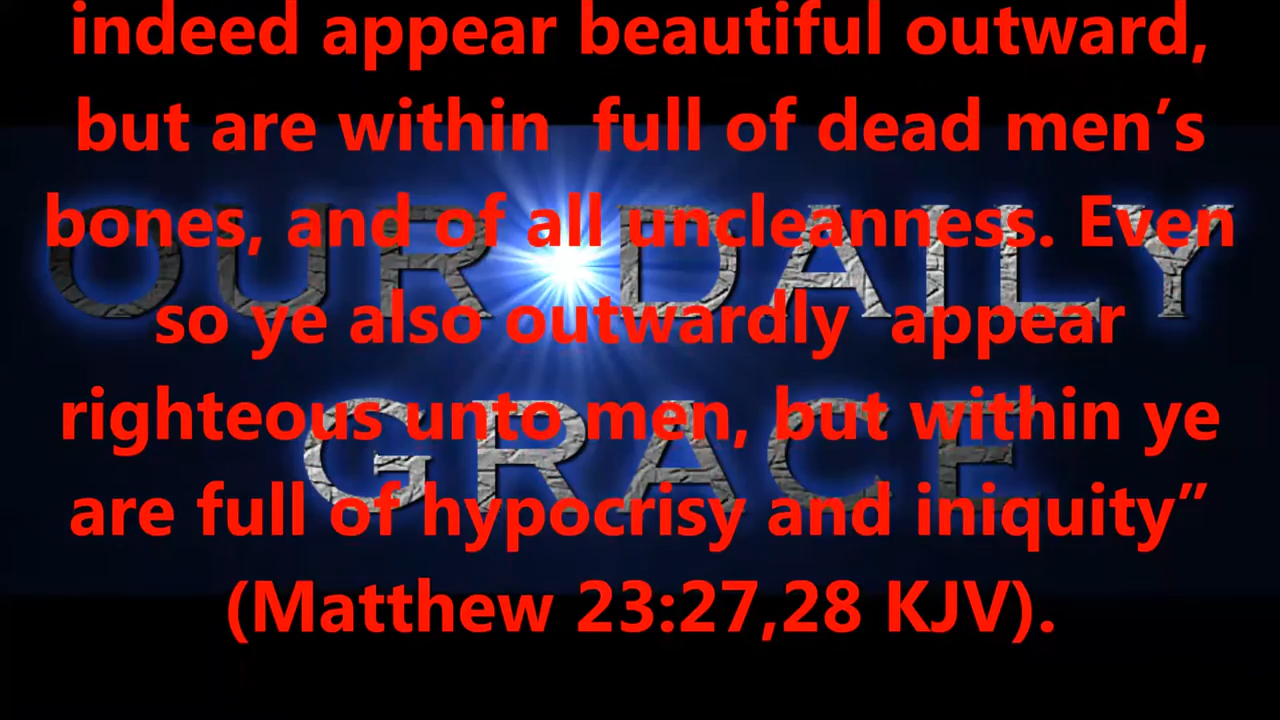 indeed appear beautiful outward,
but are within  full of dead men’s
bones, and of all uncleanness. Even
OUR DAILY
so ye also outwardly  appear
righteous unto men, but within ye
GRACE
are full of hypocrisy and iniquity”
(Matthew 23:27,28 KJV).